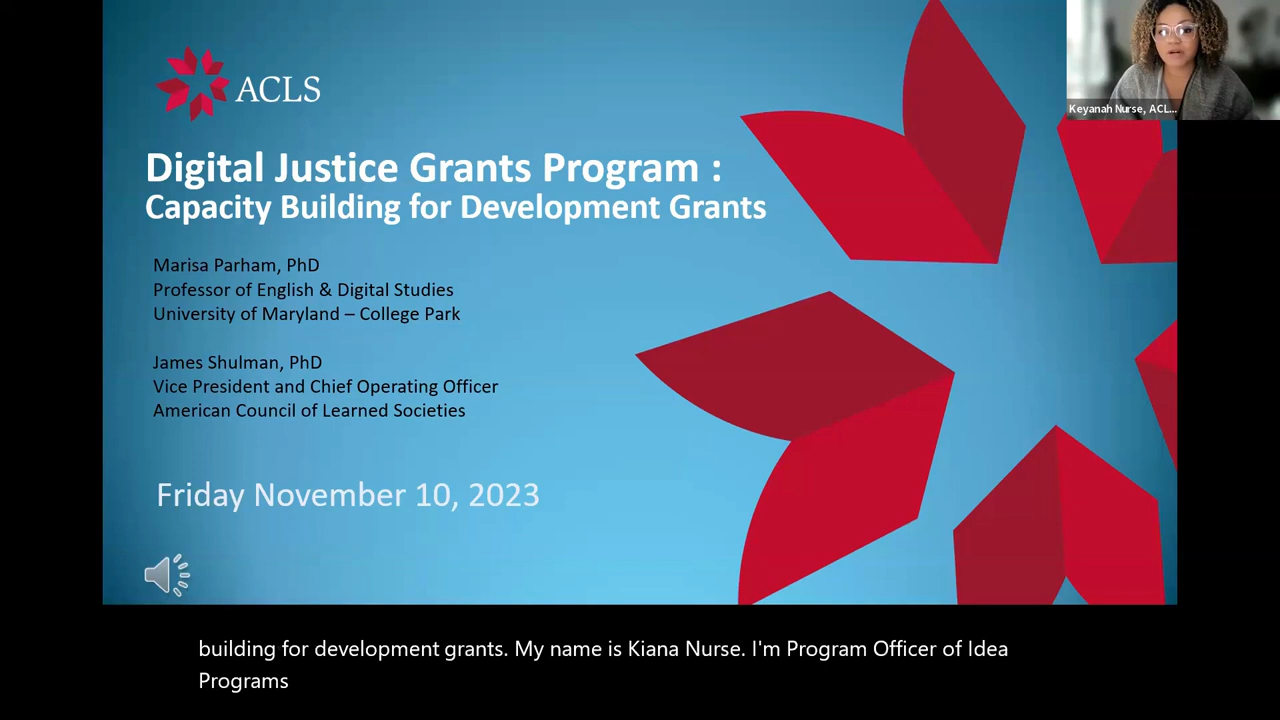 ACLS
Keyanah Nurse, ACL...
Digital Justice Grants Program :
Capacity Building for Development Grants
Marisa Parham, PhD
Professor of English & Digital Studies
University of Maryland – College Park
James Shulman, PhD
Vice President and Chief Operating Officer
American Council of Learned Societies
Friday November 10, 2023
building for development grants. My name is Kiana Nurse. I'm Program Officer of Idea
Programs